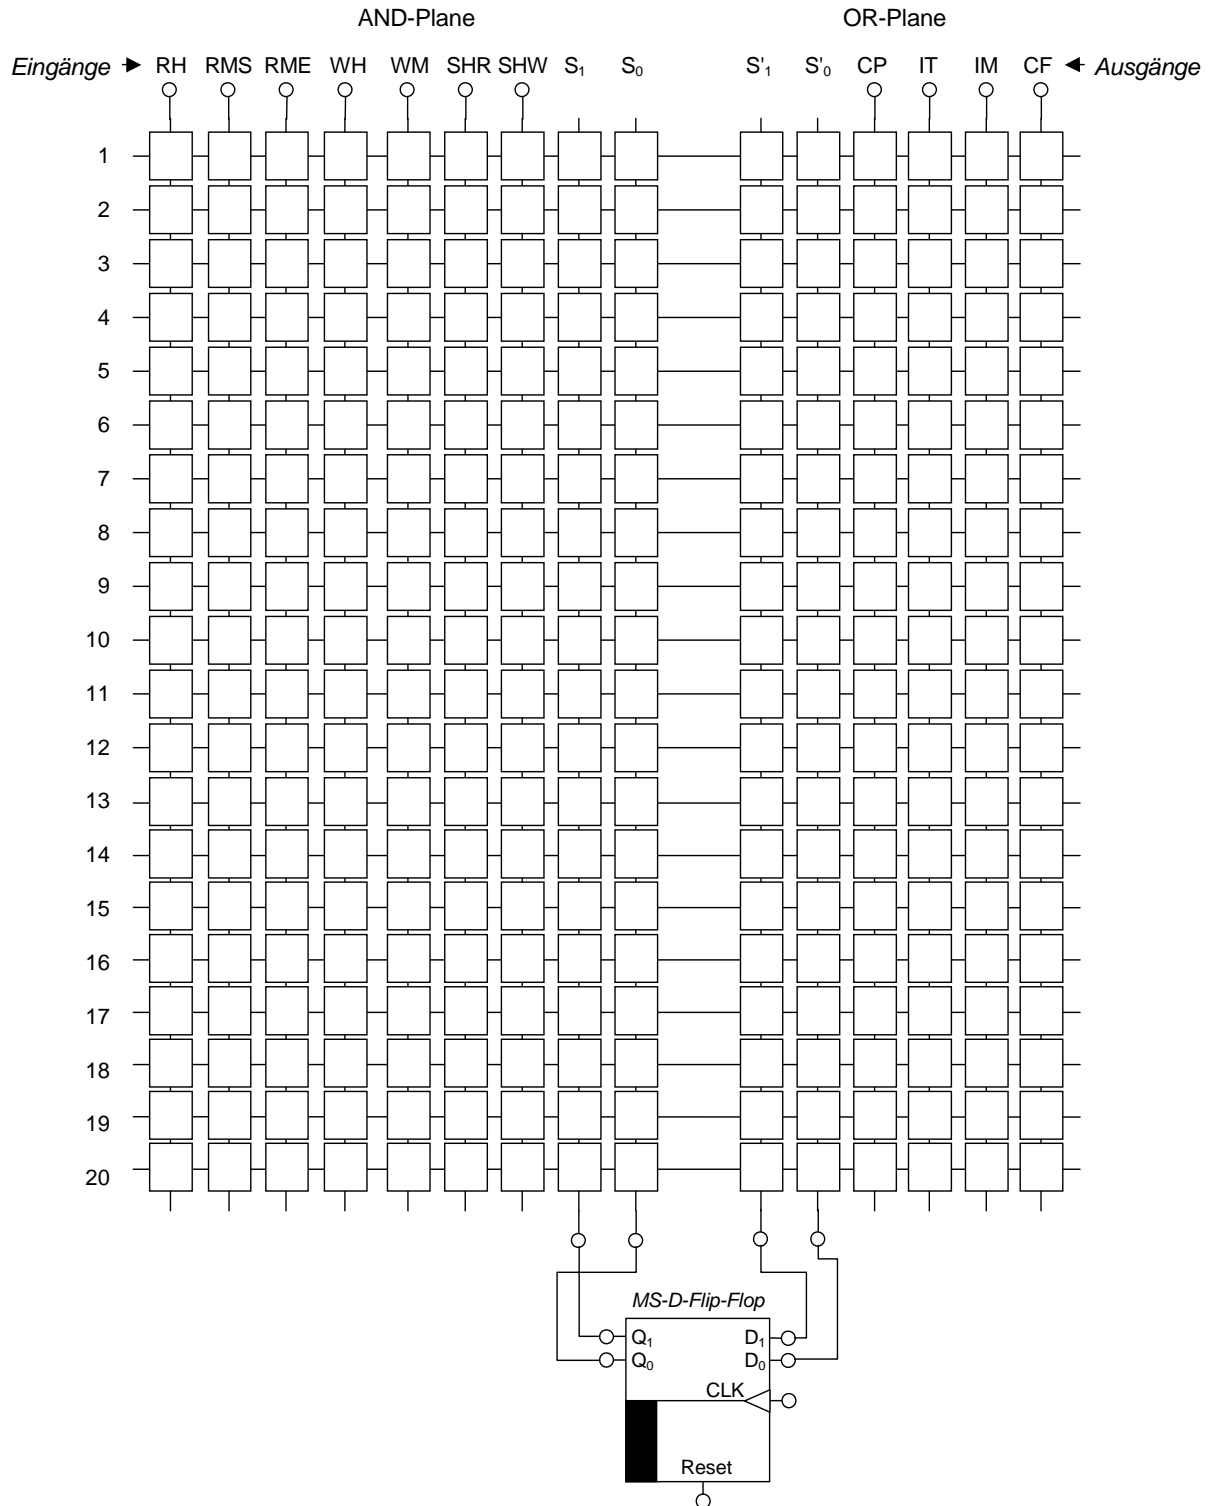 AND-Plane OR-Plane
Eingänge RH RMS RME WH WM SHR SHW S₁ S₀ S'₁ S'₀ CP IT IM CF Ausgänge
1
2
3
4
5
6
7
8
9
10
11
12
13
14
15
16
17
18
19
20
MS-D-Flip-Flop
Q₁ D₁
Q₀ D₀
CLK
Reset